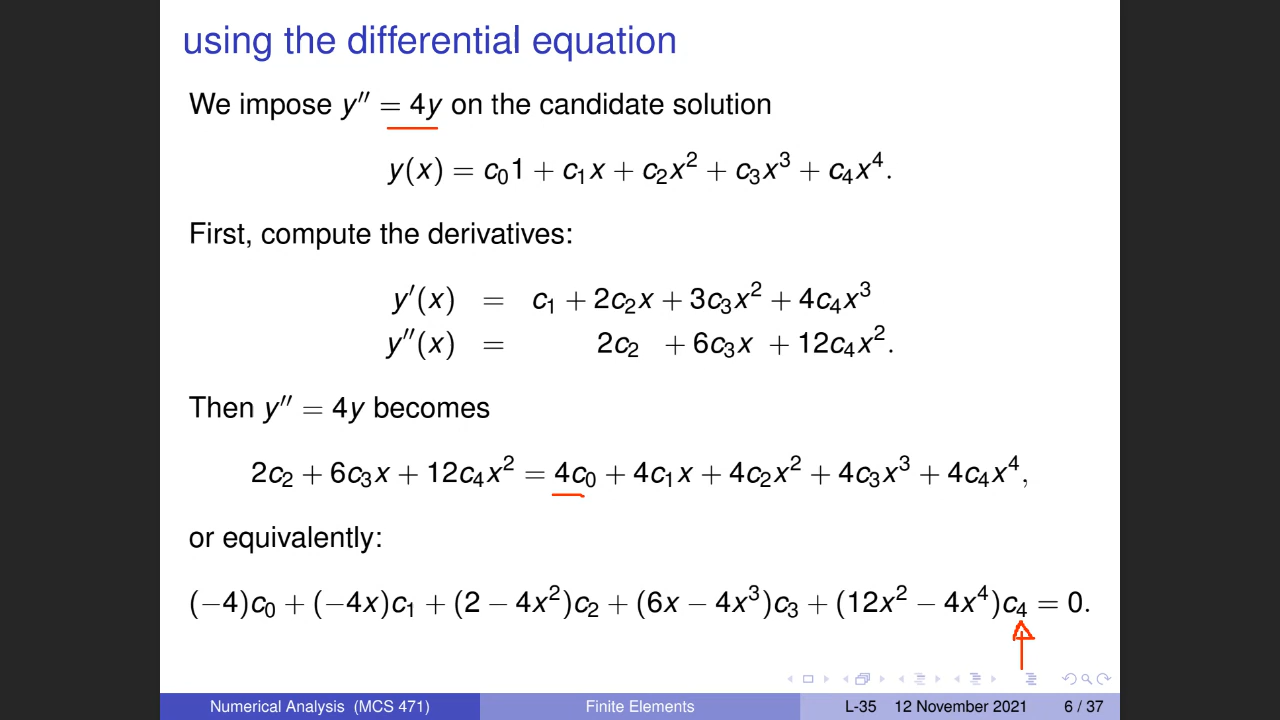 using the differential equation
We impose y″ = 4y on the candidate solution
y(x) = c₀1 + c₁x + c₂x² + c₃x³ + c₄x⁴.
First, compute the derivatives:
y′(x) = c₁ + 2c₂x + 3c₃x² + 4c₄x³
y″(x) = 2c₂ + 6c₃x + 12c₄x².
Then y″ = 4y becomes
2c₂ + 6c₃x + 12c₄x² = 4c₀ + 4c₁x + 4c₂x² + 4c₃x³ + 4c₄x⁴,
or equivalently:
(−4)c₀ + (−4x)c₁ + (2 − 4x²)c₂ + (6x − 4x³)c₃ + (12x² − 4x⁴)c₄ = 0.
Numerical Analysis (MCS 471) Finite Elements L-35 12 November 2021 6 / 37